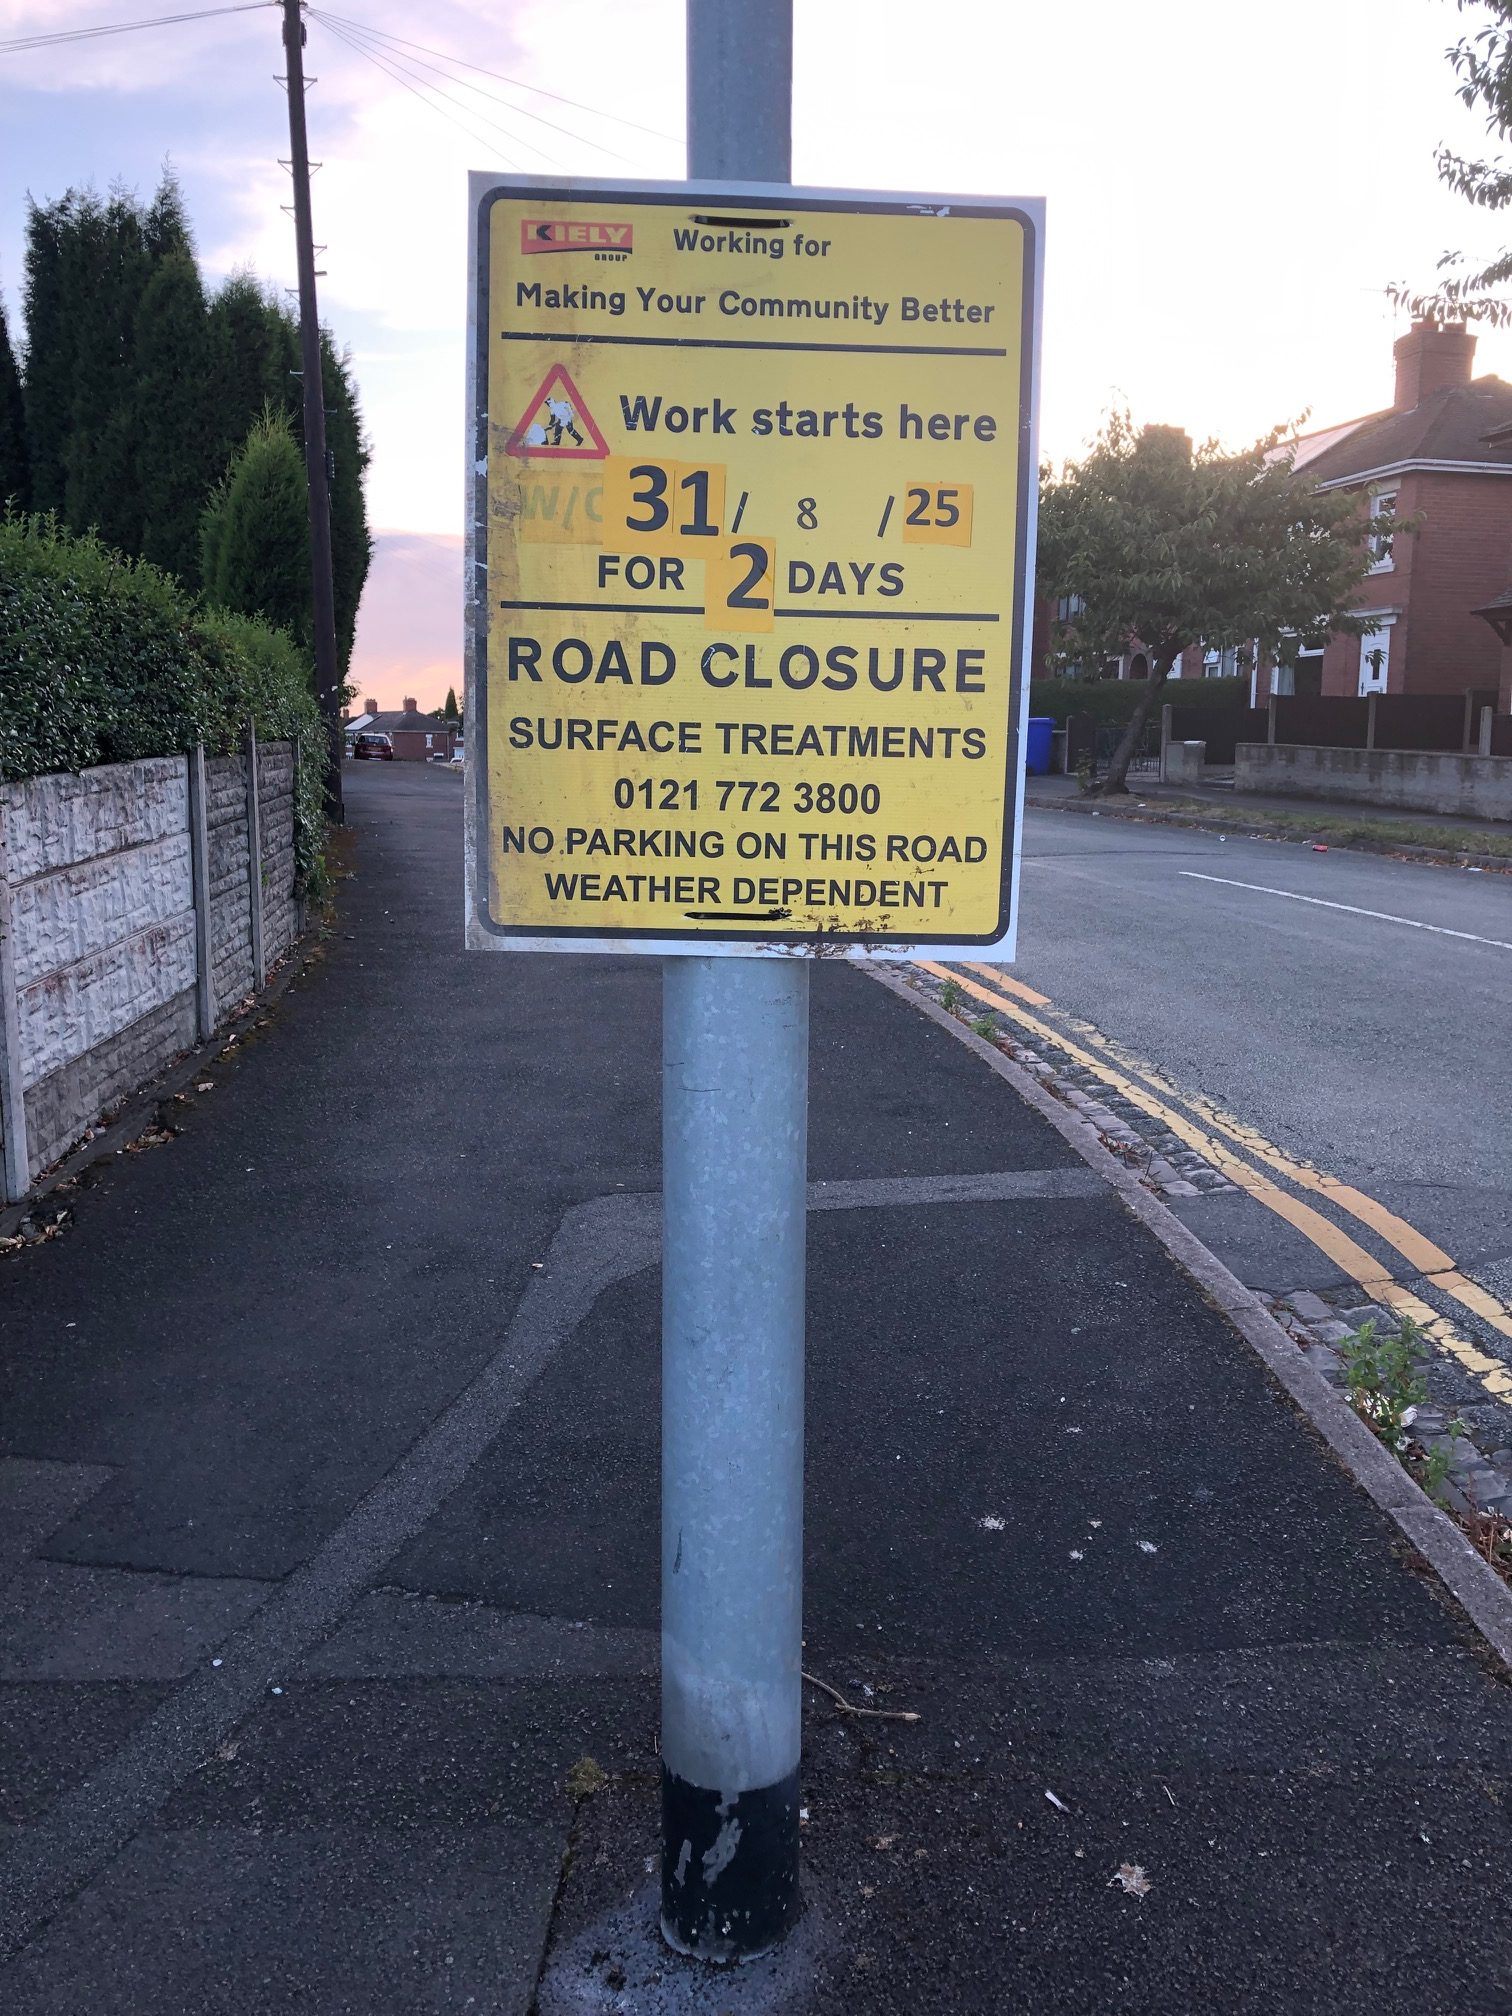 KIELY
GROUP
Working for
Making Your Community Better
Work starts here
W/C 31/ 8 /25
FOR 2 DAYS
ROAD CLOSURE
SURFACE TREATMENTS
0121 772 3800
NO PARKING ON THIS ROAD
WEATHER DEPENDENT